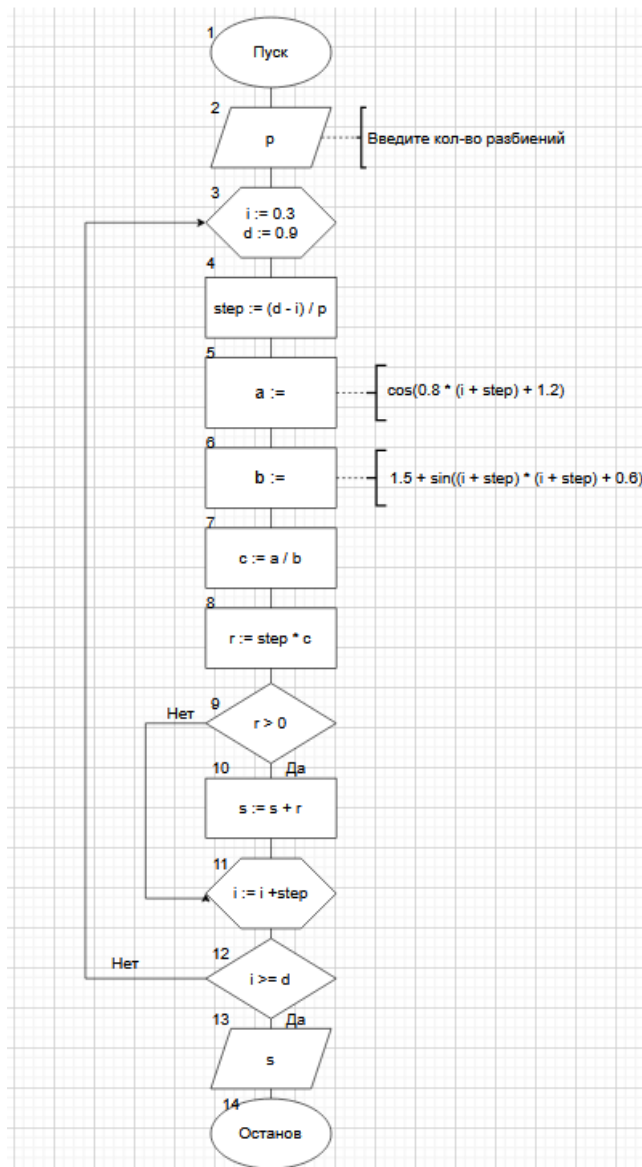 1
Пуск
2
p
Введите кол-во разбиений
3
i := 0.3
d := 0.9
4
step := (d - i) / p
5
a :=
cos(0.8 * (i + step) + 1.2)
6
b :=
1.5 + sin((i + step) * (i + step) + 0.6)
7
c := a / b
8
r := step * c
9
Нет
r > 0
10
Да
s := s + r
11
i := i +step
12
Нет
i >= d
13
Да
s
14
Останов